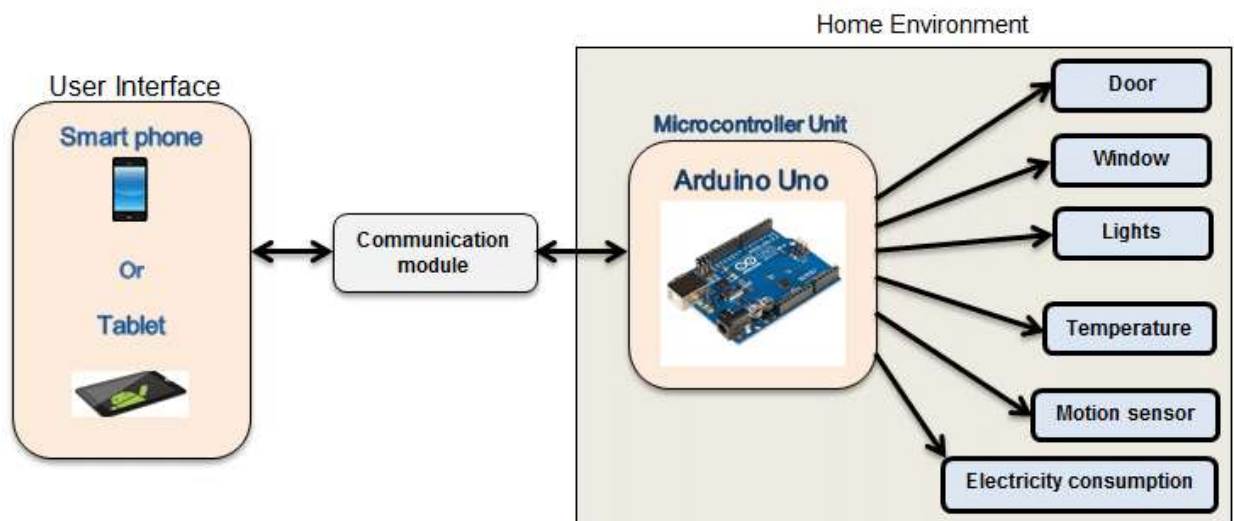 Home Environment
User Interface
Smart phone
Or
Tablet
Communication
module
Microcontroller Unit
Arduino Uno
Door
Window
Lights
Temperature
Motion sensor
Electricity consumption